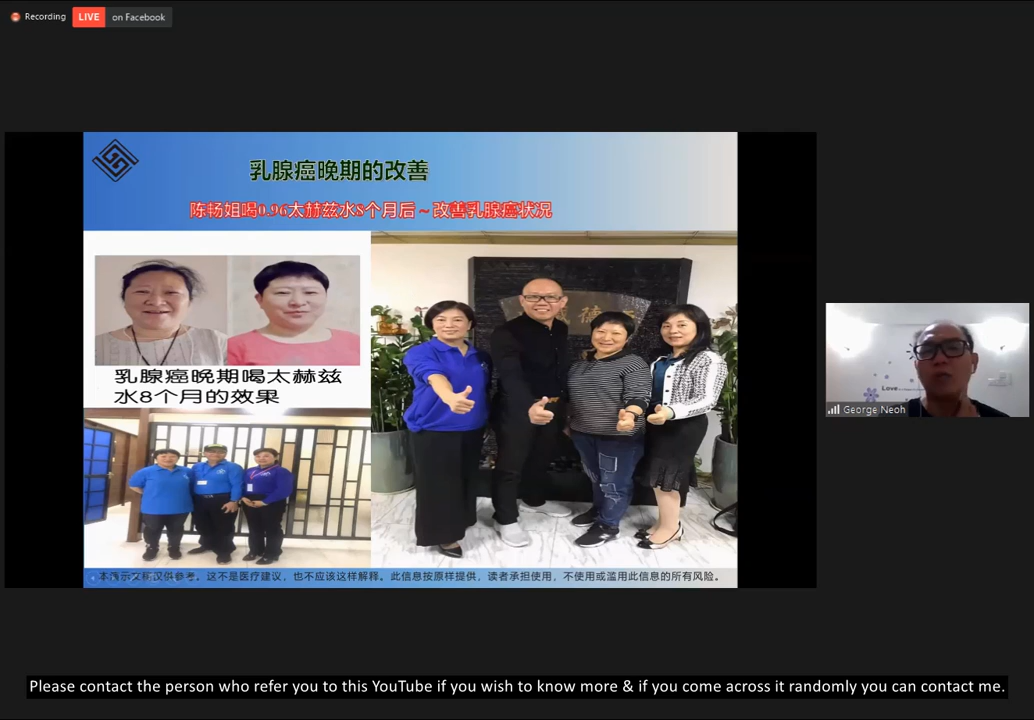 Recording LIVE on Facebook
乳腺癌晚期的改善
陈杨姐喝0.96太赫兹水8个月后~改善乳腺癌状况
乳腺癌晚期喝太赫兹
水8个月的效果
George Neoh
Love
本演示文稿仅供参考。这不是医疗建议，也不应该这样解释。此信息按原样提供，读者承担使用，不使用或滥用此信息的所有风险。
Please contact the person who refer you to this YouTube if you wish to know more & if you come across it randomly you can contact me.